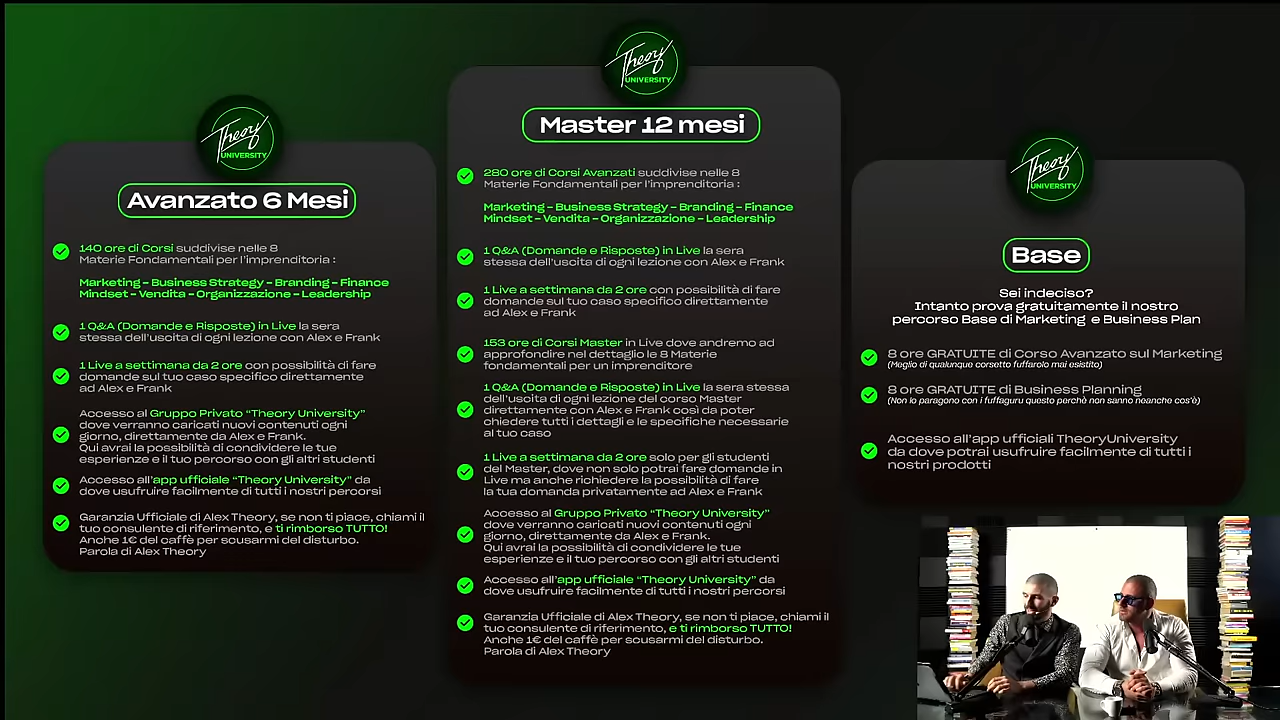 Theory
UNIVERSITY
Avanzato 6 Mesi
140 ore di Corsi suddivise nelle 8
Materie Fondamentali per l'imprenditoria :
Marketing - Business Strategy - Branding - Finance
Mindset - Vendita - Organizzazione - Leadership
1 Q&A (Domande e Risposte) in Live la sera
stessa dell'uscita di ogni lezione con Alex e Frank
1 Live a settimana da 2 ore con possibilità di fare
domande sul tuo caso specifico direttamente
ad Alex e Frank
Accesso al Gruppo Privato "Theory University"
dove verranno caricati nuovi contenuti ogni
giorno, direttamente da Alex e Frank.
Qui avrai la possibilità di condividere le tue
esperienze e il tuo percorso con gli altri studenti
Accesso all'app ufficiale "Theory University" da
dove usufruire facilmente di tutti i nostri percorsi
Garanzia Ufficiale di Alex Theory, se non ti piace, chiami il
tuo consulente di riferimento, e ti rimborso TUTTO!
Anche 1€ del caffè per scusarmi del disturbo.
Parola di Alex Theory
Theory
UNIVERSITY
Master 12 mesi
280 ore di Corsi Avanzati suddivise nelle 8
Materie Fondamentali per l'imprenditoria :
Marketing - Business Strategy - Branding - Finance
Mindset - Vendita - Organizzazione - Leadership
1 Q&A (Domande e Risposte) in Live la sera
stessa dell'uscita di ogni lezione con Alex e Frank
1 Live a settimana da 2 ore con possibilità di fare
domande sul tuo caso specifico direttamente
ad Alex e Frank
153 ore di Corsi Master in Live dove andremo ad
approfondire nel dettaglio le 8 Materie
fondamentali per un imprenditore
1 Q&A (Domande e Risposte) in Live la sera stessa
dell'uscita di ogni lezione del corso Master
direttamente con Alex e Frank così da poter
chiedere tutti i dettagli e le specifiche necessarie
al tuo caso
1 Live a settimana da 2 ore solo per gli studenti
del Master, dove non solo potrai fare domande in
Live ma anche richiedere la possibilità di fare
la tua domanda privatamente ad Alex e Frank
Accesso al Gruppo Privato "Theory University"
dove verranno caricati nuovi contenuti ogni
giorno, direttamente da Alex e Frank.
Qui avrai la possibilità di condividere le tue
esperienze e il tuo percorso con gli altri studenti
Accesso all'app ufficiale "Theory University" da
dove usufruire facilmente di tutti i nostri percorsi
Garanzia Ufficiale di Alex Theory, se non ti piace, chiami il
tuo consulente di riferimento, e ti rimborso TUTTO!
Anche 1€ del caffè per scusarmi del disturbo.
Parola di Alex Theory
Theory
UNIVERSITY
Base
Sei indeciso?
Intanto prova gratuitamente il nostro
percorso Base di Marketing e Business Plan
8 ore GRATUITE di Corso Avanzato sul Marketing
(Meglio di qualunque corsetto fuffarolo mai esistito)
8 ore GRATUITE di Business Planning
(Non lo paragono con i fuffaguru questo perchè non sanno neanche cos'è)
Accesso all'app ufficiali TheoryUniversity
da dove potrai usufruire facilmente di tutti i
nostri prodotti